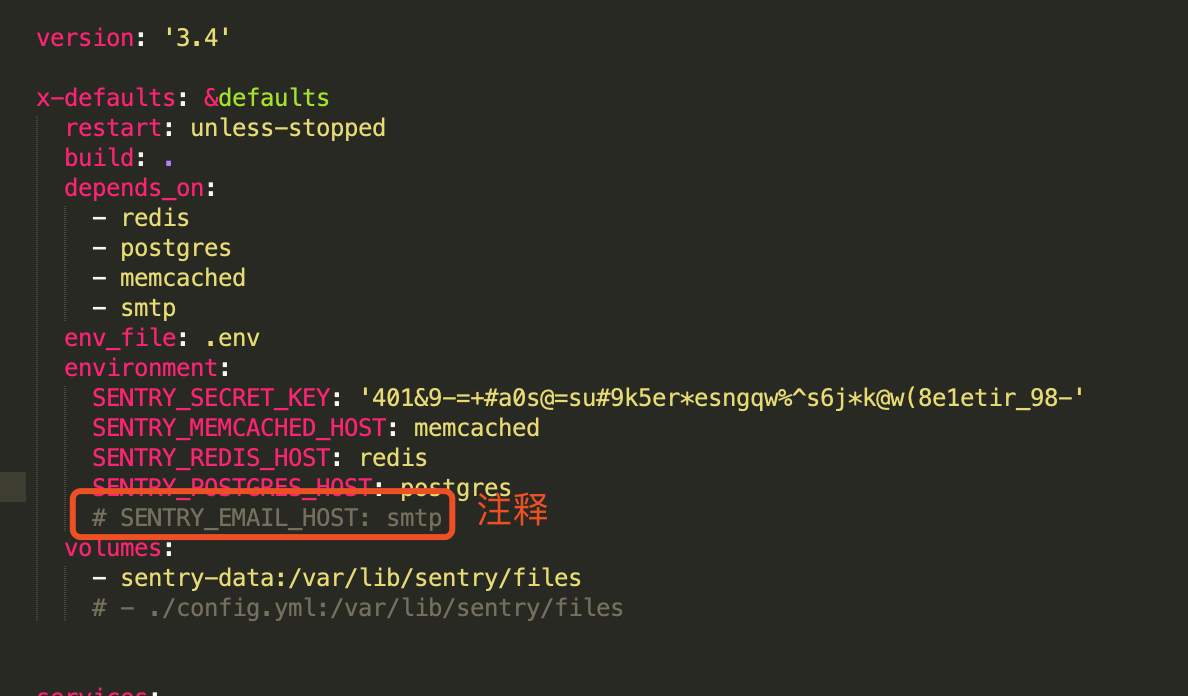 version: '3.4'
x-defaults: &defaults
restart: unless-stopped
build: .
depends_on:
- redis
- postgres
- memcached
- smtp
env_file: .env
environment:
SENTRY_SECRET_KEY: '401&9-=+#a0s@=su#9k5er*esngqw%^s6j*k@w(8e1etir_98-'
SENTRY_MEMCACHED_HOST: memcached
SENTRY_REDIS_HOST: redis
SENTRY_POSTGRES_HOST: postgres
# SENTRY_EMAIL_HOST: smtp 注释
volumes:
- sentry-data:/var/lib/sentry/files
# - ./config.yml:/var/lib/sentry/files
services: